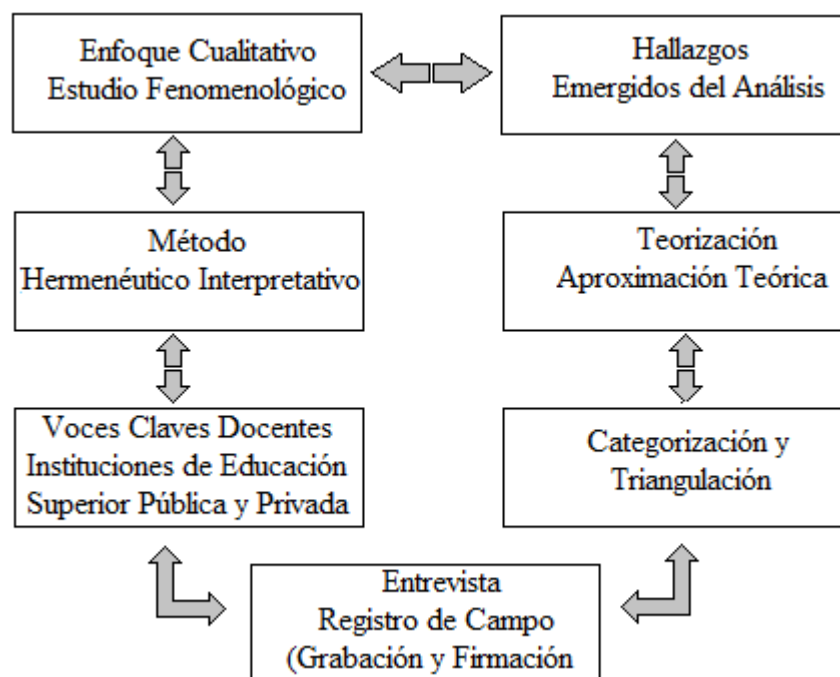 Enfoque Cualitativo
Estudio Fenomenológico
Hallazgos
Emergidos del Análisis
Método
Hermenéutico Interpretativo
Teorización
Aproximación Teórica
Voces Claves Docentes
Instituciones de Educación
Superior Pública y Privada
Categorización y
Triangulación
Entrevista
Registro de Campo
(Grabación y Firmación